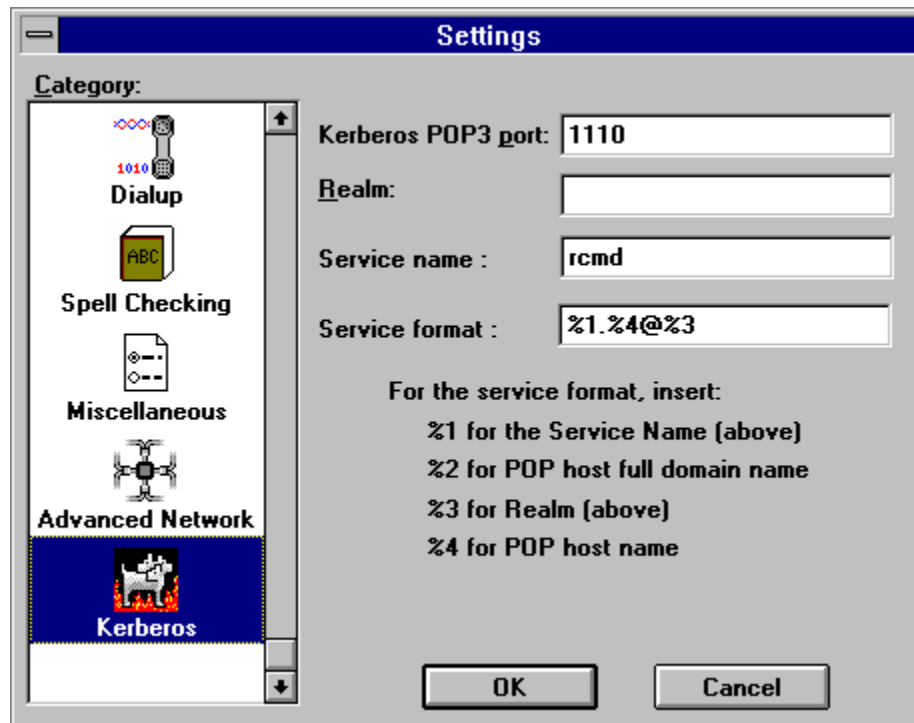 Settings
Category:
1010
Dialup
ABC
Spell Checking
Miscellaneous
Advanced Network
Kerberos
Kerberos POP3 port: 1110
Realm:
Service name : rcmd
Service format : %1.%4@%3
For the service format, insert:
%1 for the Service Name (above)
%2 for POP host full domain name
%3 for Realm (above)
%4 for POP host name
OK Cancel